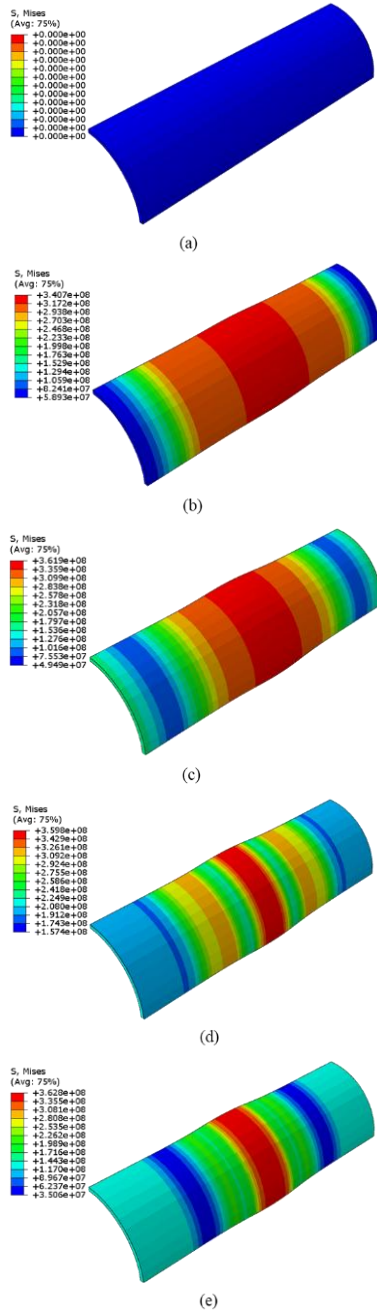 S, Mises
(Avg: 75%)
+0.000e+00
+0.000e+00
+0.000e+00
+0.000e+00
+0.000e+00
+0.000e+00
+0.000e+00
+0.000e+00
+0.000e+00
+0.000e+00
+0.000e+00
+0.000e+00
+0.000e+00
(a)
S, Mises
(Avg: 75%)
+3.407e+08
+3.172e+08
+2.938e+08
+2.703e+08
+2.468e+08
+2.233e+08
+1.998e+08
+1.763e+08
+1.529e+08
+1.294e+08
+1.059e+08
+8.241e+07
+5.893e+07
(b)
S, Mises
(Avg: 75%)
+3.619e+08
+3.359e+08
+3.099e+08
+2.838e+08
+2.578e+08
+2.318e+08
+2.057e+08
+1.797e+08
+1.536e+08
+1.276e+08
+1.016e+08
+7.553e+07
+4.949e+07
(c)
S, Mises
(Avg: 75%)
+3.598e+08
+3.429e+08
+3.261e+08
+3.092e+08
+2.924e+08
+2.755e+08
+2.586e+08
+2.418e+08
+2.249e+08
+2.080e+08
+1.912e+08
+1.743e+08
+1.574e+08
(d)
S, Mises
(Avg: 75%)
+3.628e+08
+3.355e+08
+3.081e+08
+2.808e+08
+2.535e+08
+2.262e+08
+1.989e+08
+1.716e+08
+1.443e+08
+1.170e+08
+8.967e+07
+6.237e+07
+3.506e+07
(e)